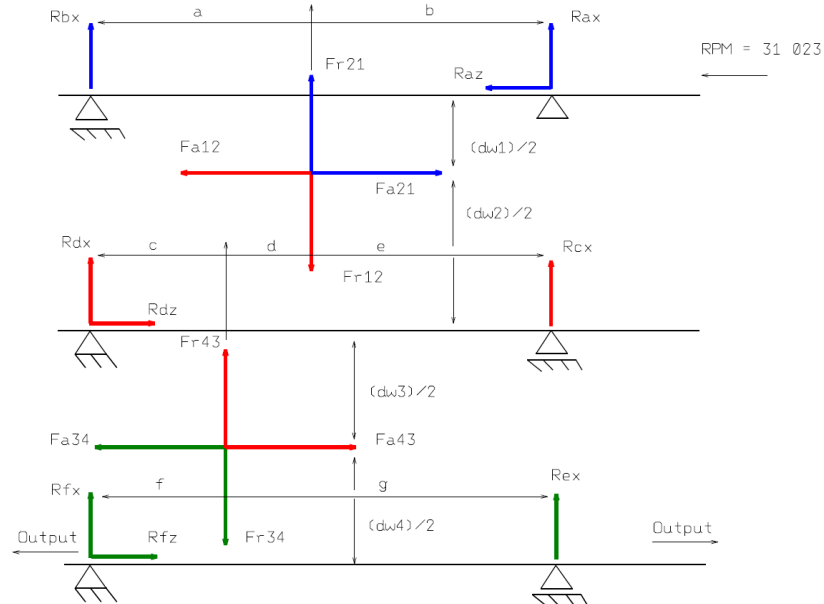 Rbx
a
b
Rax
RPM = 31 023
Fr21
Raz
Fa12
(dw1)/2
Fa21
(dw2)/2
Rdx
c
d
e
Rcx
Fr12
Rdz
Fr43
(dw3)/2
Fa34
Fa43
Rfx
f
g
Rex
Output
Rfz
Fr34
(dw4)/2
Output